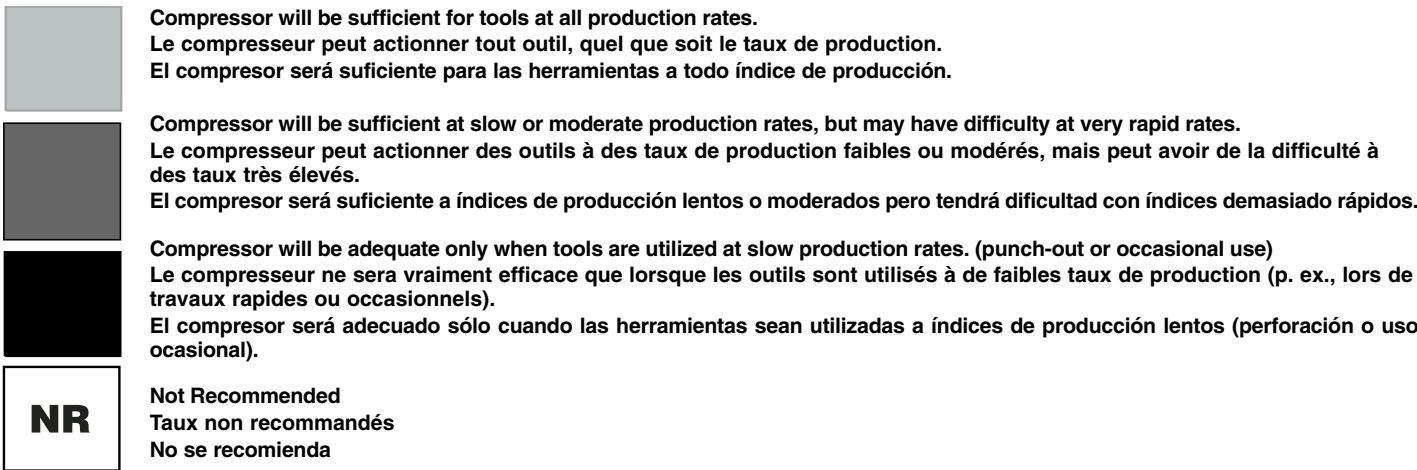 Compressor will be sufficient for tools at all production rates.
Le compresseur peut actionner tout outil, quel que soit le taux de production.
El compresor será suficiente para las herramientas a todo índice de producción.
Compressor will be sufficient at slow or moderate production rates, but may have difficulty at very rapid rates.
Le compresseur peut actionner des outils à des taux de production faibles ou modérés, mais peut avoir de la difficulté à
des taux très élevés.
El compresor será suficiente a índices de producción lentos o moderados pero tendrá dificultad con índices demasiado rápidos.
Compressor will be adequate only when tools are utilized at slow production rates. (punch-out or occasional use)
Le compresseur ne sera vraiment efficace que lorsque les outils sont utilisés à de faibles taux de production (p. ex., lors de
travaux rapides ou occasionnels).
El compresor será adecuado sólo cuando las herramientas sean utilizadas a índices de producción lentos (perforación o uso
ocasional).
NR
Not Recommended
Taux non recommandés
No se recomienda